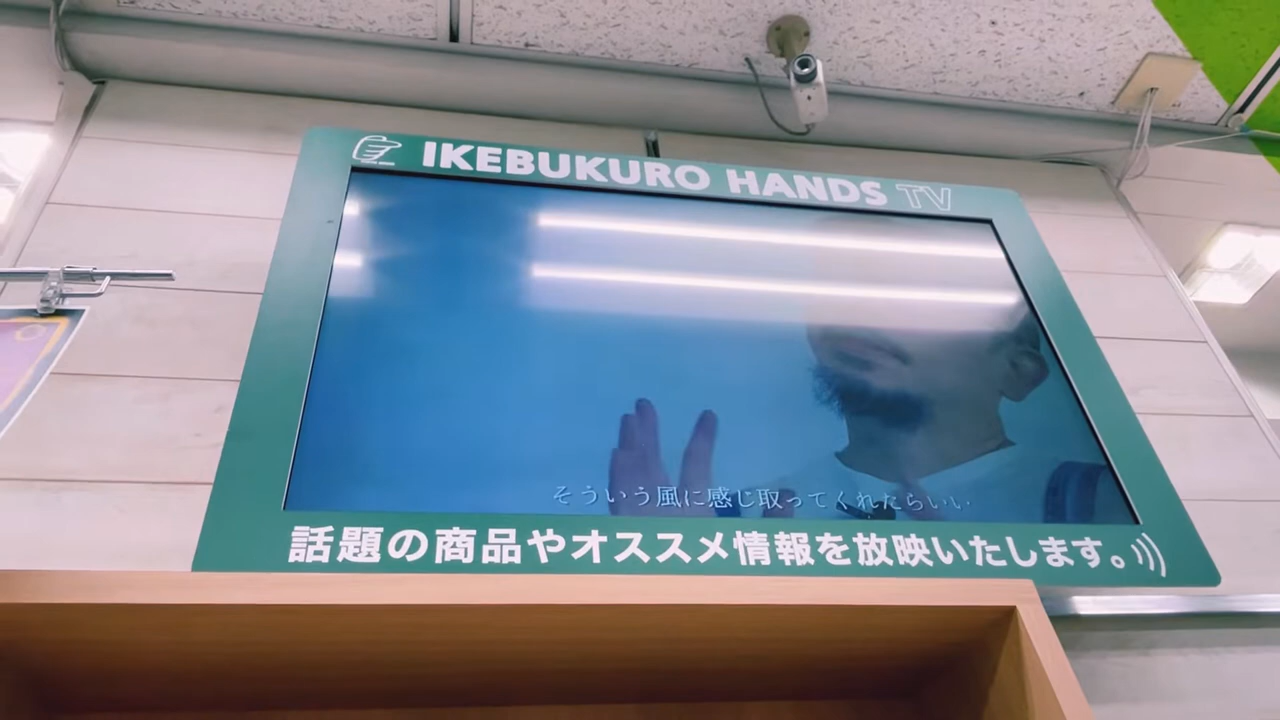 IKEBUKURO HANDS TV
そういう風に感じ取ってくれたらいい
話題の商品やオススメ情報を放映いたします。